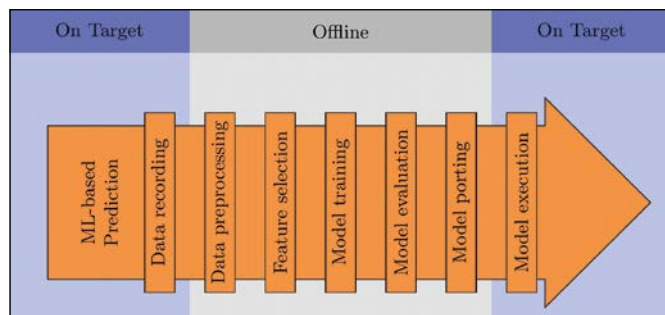 On Target
Offline
On Target
ML-based
Prediction
Data recording
Data preprocessing
Feature selection
Model training
Model evaluation
Model porting
Model execution